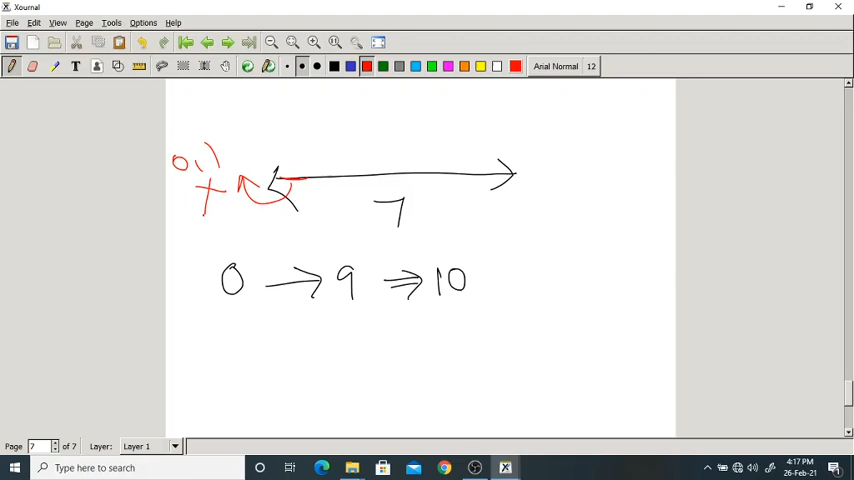 Xournal
File Edit View Page Tools Options Help
Arial Normal 12
0,1)
7
0 → 9 ⇒ 10
Page 7 of 7 Layer: Layer 1
Type here to search
4:17 PM
26-Feb-21